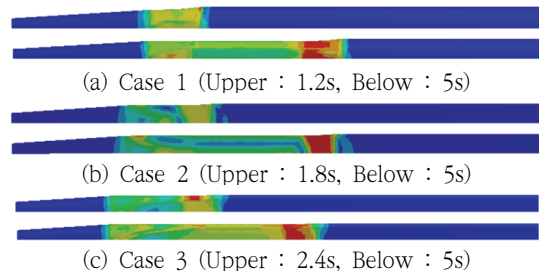 (a) Case 1 (Upper : 1.2s, Below : 5s)
(b) Case 2 (Upper : 1.8s, Below : 5s)
(c) Case 3 (Upper : 2.4s, Below : 5s)